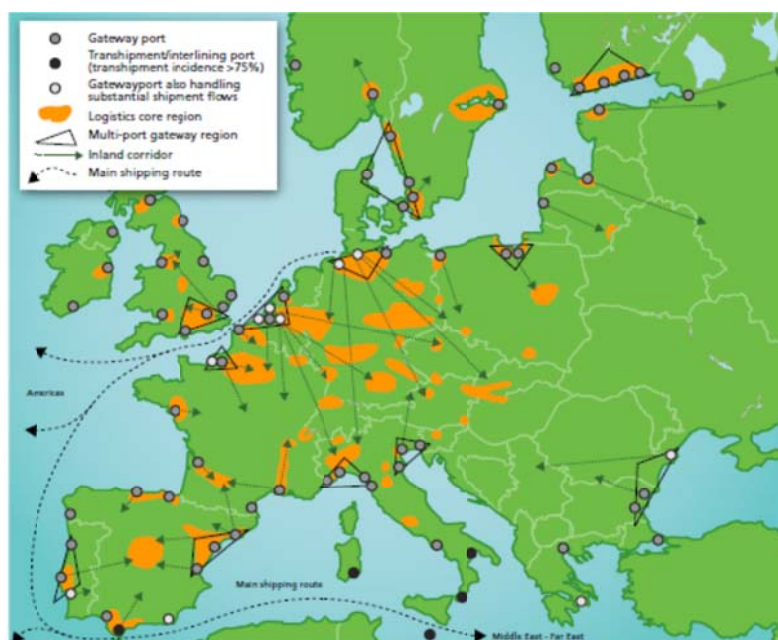 Gateway port
Transhipment/interlining port
(transhipment incidence >75%)
Gatewayport also handling
substantial shipment flows
Logistics core region
Multi-port gateway region
Inland corridor
Main shipping route
Americas
Main shipping route
Middle East - Far East